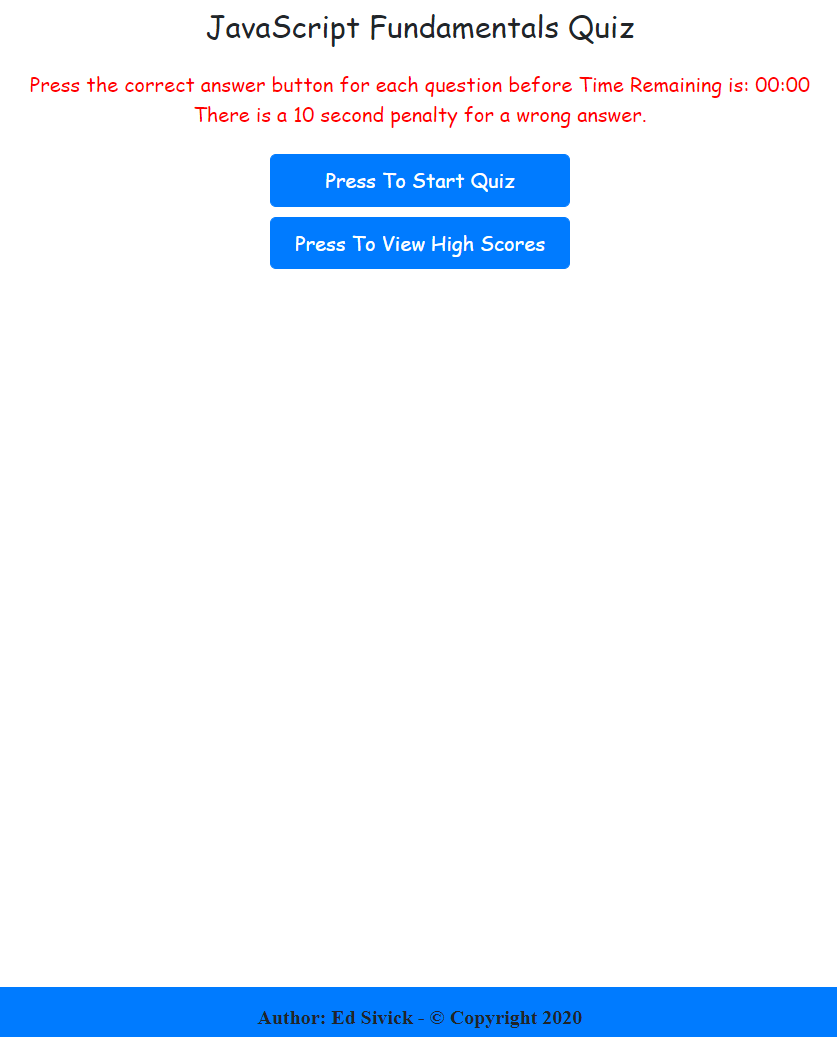 JavaScript Fundamentals Quiz
Press the correct answer button for each question before Time Remaining is: 00:00
There is a 10 second penalty for a wrong answer.
Press To Start Quiz
Press To View High Scores
Author: Ed Sivick - © Copyright 2020